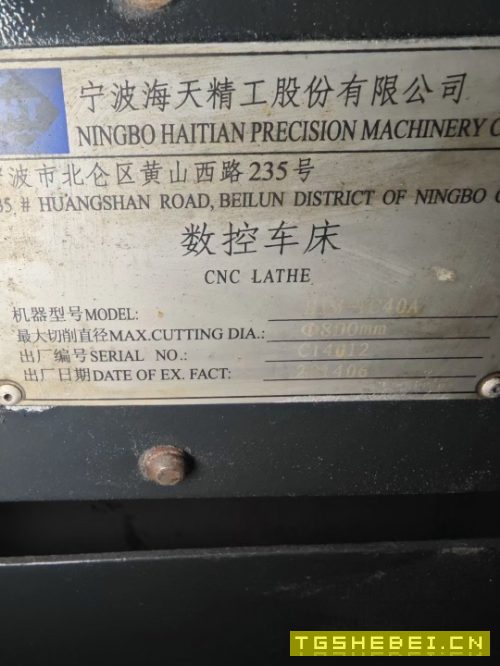 宁波海天精工股份有限公司
NINGBO HAITIAN PRECISION MACHINERY C
波市北仑区黄山西路235号
# HUANGSHAN ROAD, BEILUN DISTRICT OF NINGBO
数控车床
CNC LATHE
机器型号MODEL:
最大切削直径MAX.CUTTING DIA.: Φ800mm
出厂编号SERIAL NO.: C14612
出厂日期DATE OF EX. FACT: 201406
TGSHEBEI.CN